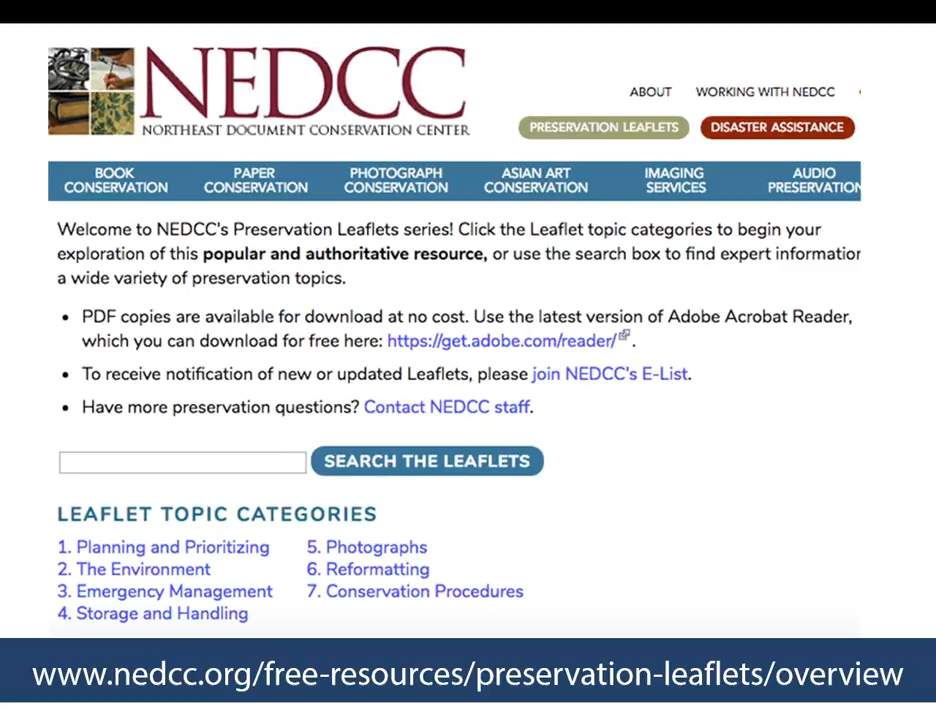 NEDCC
NORTHEAST DOCUMENT CONSERVATION CENTER
ABOUT WORKING WITH NEDCC
PRESERVATION LEAFLETS DISASTER ASSISTANCE
BOOK CONSERVATION PAPER CONSERVATION PHOTOGRAPH CONSERVATION ASIAN ART CONSERVATION IMAGING SERVICES AUDIO PRESERVATION
Welcome to NEDCC's Preservation Leaflets series! Click the Leaflet topic categories to begin your
exploration of this popular and authoritative resource, or use the search box to find expert information
a wide variety of preservation topics.
• PDF copies are available for download at no cost. Use the latest version of Adobe Acrobat Reader,
which you can download for free here: https://get.adobe.com/reader/ .
• To receive notification of new or updated Leaflets, please join NEDCC's E-List.
• Have more preservation questions? Contact NEDCC staff.
SEARCH THE LEAFLETS
LEAFLET TOPIC CATEGORIES
1. Planning and Prioritizing
2. The Environment
3. Emergency Management
4. Storage and Handling
5. Photographs
6. Reformatting
7. Conservation Procedures
www.nedcc.org/free-resources/preservation-leaflets/overview